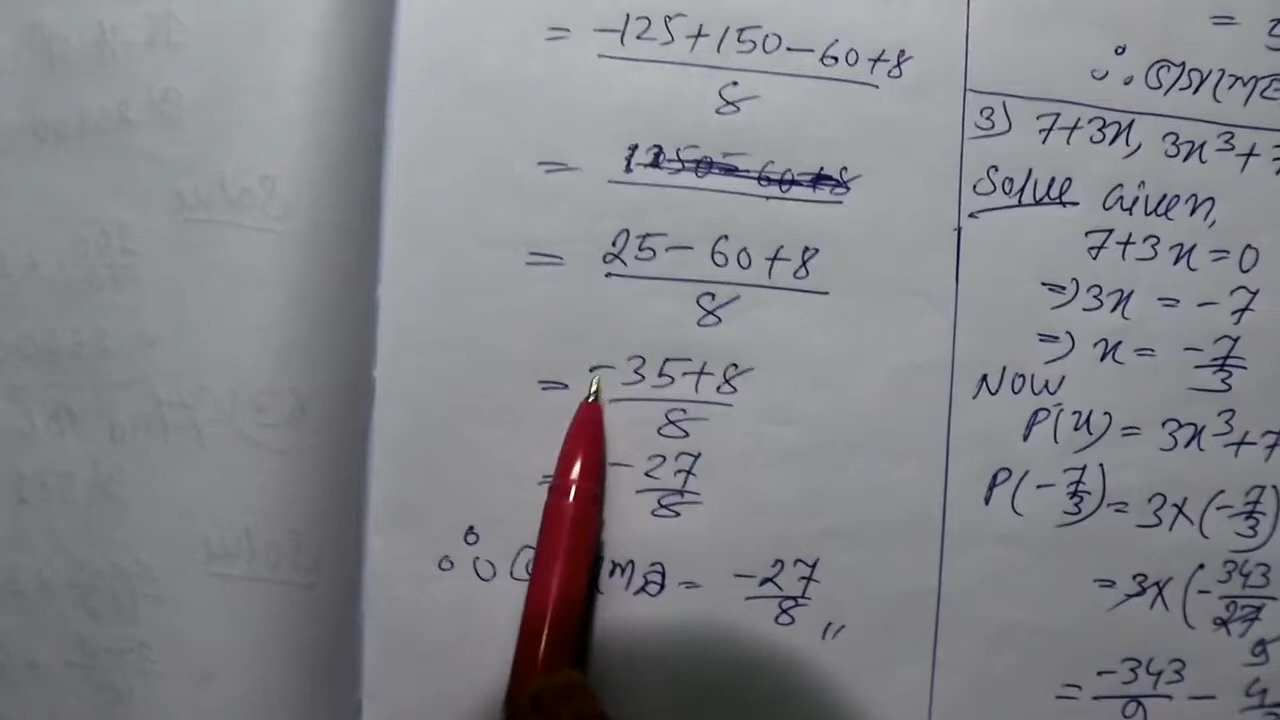 = -125+150-60+8 / 8
=
= 25-60+8 / 8
= -35+8 / 8
= -27/8
= -27/8 "
=
3) 7+3x, 3x³+7
Solve Given,
7+3x=0
=> 3x = -7
=> x = -7/3
NOW
P(x) = 3x³+7
P(-7/3) = 3×(-7/3)
= 3×(-343/27
= -343/9 -